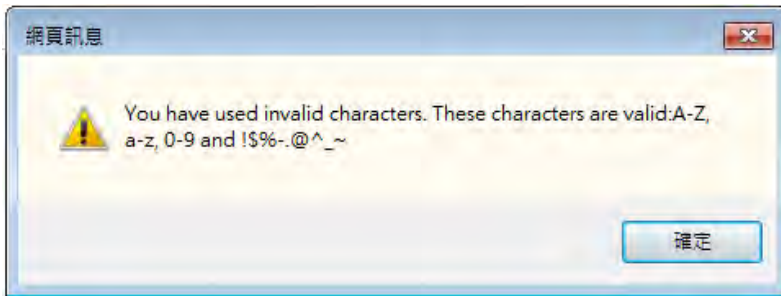 網頁訊息
You have used invalid characters. These characters are valid:A-Z,
a-z, 0-9 and !$%-.@^_~
確定